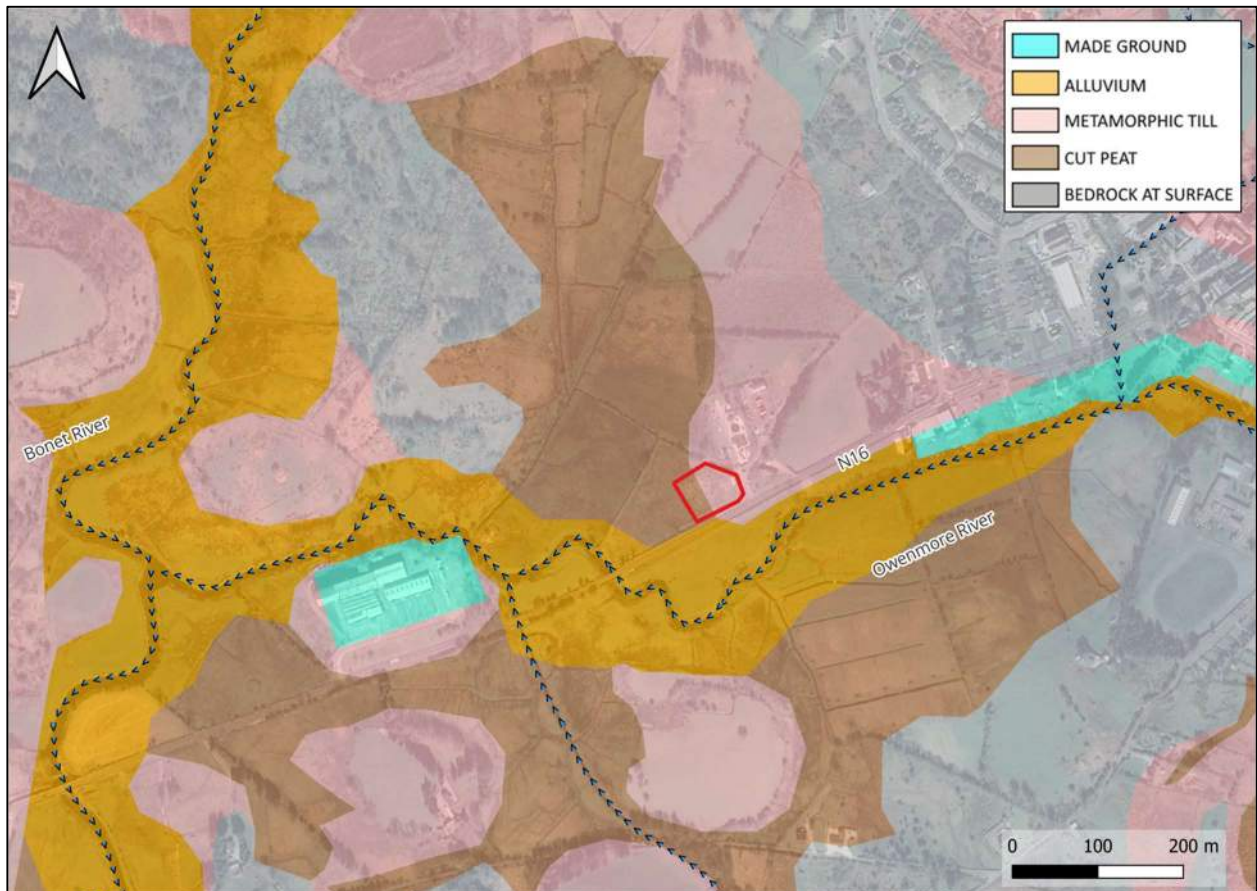 MADE GROUND
ALLUVIUM
METAMORPHIC TILL
CUT PEAT
BEDROCK AT SURFACE
Bonet River
N16
Owenmore River
0 100 200 m